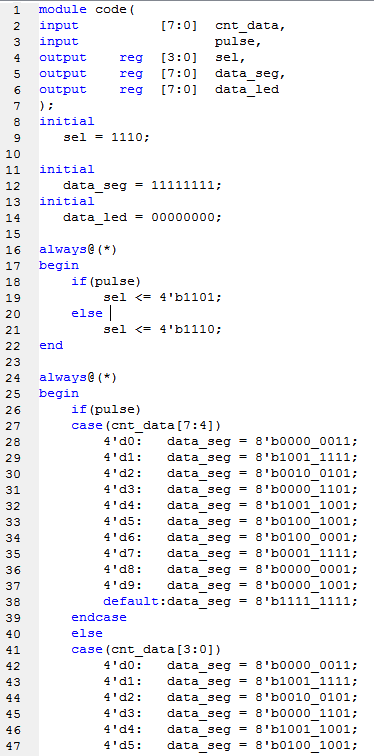 1 module code(
2 input [7:0] cnt_data,
3 input pulse,
4 output reg [3:0] sel,
5 output reg [7:0] data_seg,
6 output reg [7:0] data_led
7 );
8 initial
9 sel = 1110;
10
11 initial
12 data_seg = 11111111;
13 initial
14 data_led = 00000000;
15
16 always@(*)
17 begin
18 if(pulse)
19 sel <= 4'b1101;
20 else
21 sel <= 4'b1110;
22 end
23
24 always@(*)
25 begin
26 if(pulse)
27 case(cnt_data[7:4])
28 4'd0: data_seg = 8'b0000_0011;
29 4'd1: data_seg = 8'b1001_1111;
30 4'd2: data_seg = 8'b0010_0101;
31 4'd3: data_seg = 8'b0000_1101;
32 4'd4: data_seg = 8'b1001_1001;
33 4'd5: data_seg = 8'b0100_1001;
34 4'd6: data_seg = 8'b0100_0001;
35 4'd7: data_seg = 8'b0001_1111;
36 4'd8: data_seg = 8'b0000_0001;
37 4'd9: data_seg = 8'b0000_1001;
38 default:data_seg = 8'b1111_1111;
39 endcase
40 else
41 case(cnt_data[3:0])
42 4'd0: data_seg = 8'b0000_0011;
43 4'd1: data_seg = 8'b1001_1111;
44 4'd2: data_seg = 8'b0010_0101;
45 4'd3: data_seg = 8'b0000_1101;
46 4'd4: data_seg = 8'b1001_1001;
47 4'd5: data_seg = 8'b0100_1001;